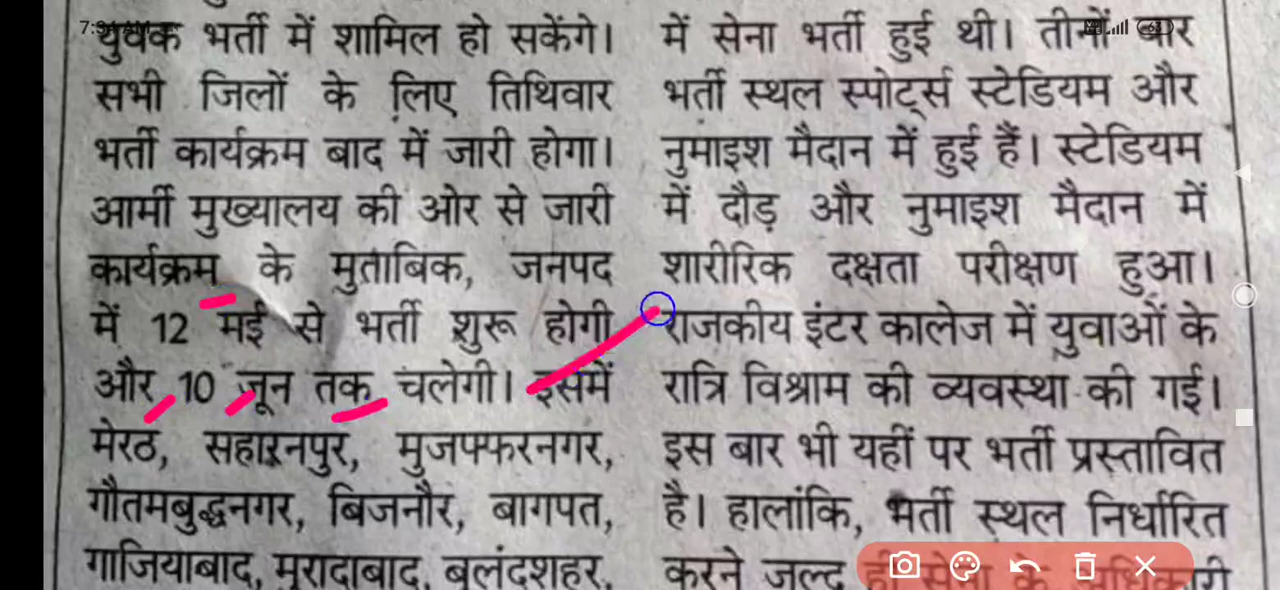 युवक भर्ती में शामिल हो सकेंगे।
सभी जिलों के लिए तिथिवार
भर्ती कार्यक्रम बाद में जारी होगा।
आर्मी मुख्यालय की ओर से जारी
कार्यक्रम के मुताबिक, जनपद
में 12 मई से भर्ती शुरू होगी
और 10 जून तक चलेगी। इसमें
मेरठ, सहारनपुर, मुजफ्फरनगर,
गौतमबुद्धनगर, बिजनौर, बागपत,
गाजियाबाद, मुरादाबाद, बुलंदशहर,
में सेना भर्ती हुई थी। तीनों बार
भर्ती स्थल स्पोर्ट्स स्टेडियम और
नुमाइश मैदान में हुई हैं। स्टेडियम
में दौड़ और नुमाइश मैदान में
शारीरिक दक्षता परीक्षण हुआ।
राजकीय इंटर कालेज में युवाओं के
रात्रि विश्राम की व्यवस्था की गई।
इस बार भी यहीं पर भर्ती प्रस्तावित
है। हालांकि, भर्ती स्थल निर्धारित
करने जल्द ही सेना के अधिकारी